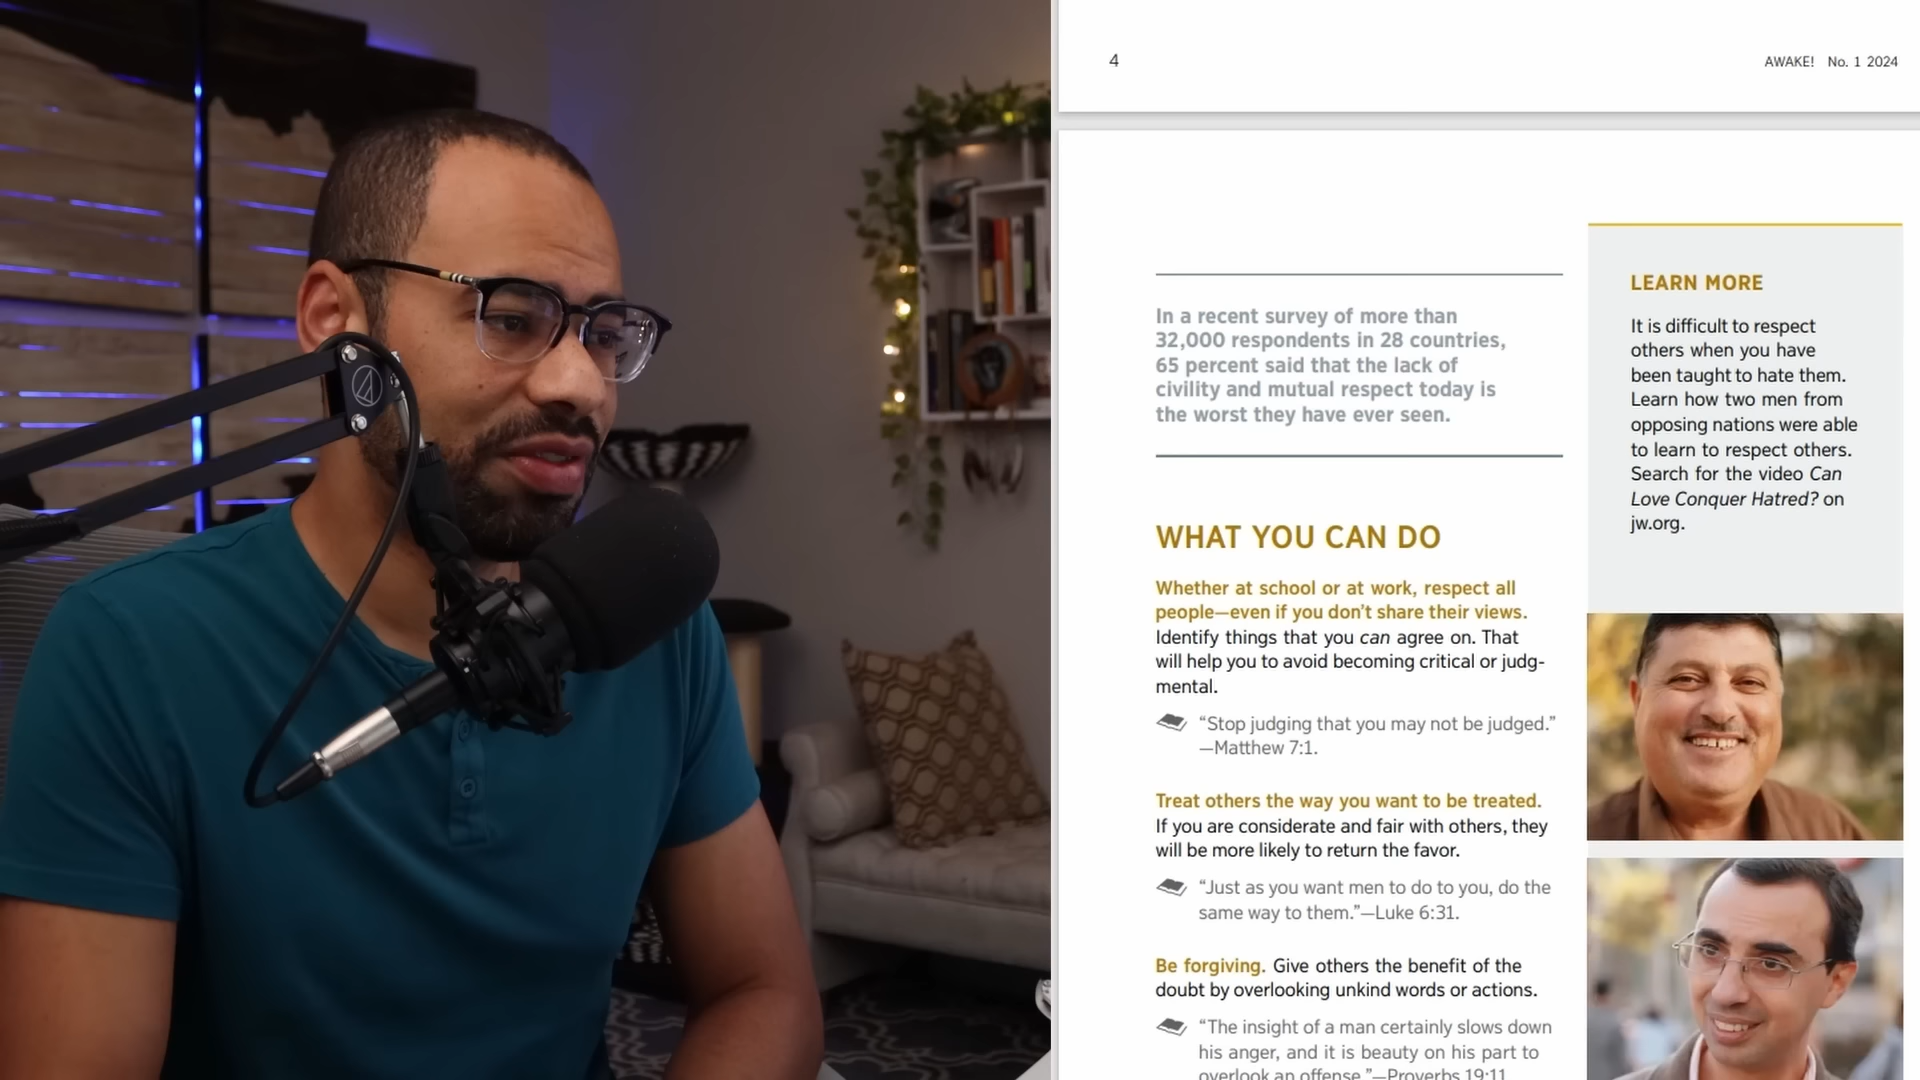 4
AWAKE! No. 1 2024
In a recent survey of more than
32,000 respondents in 28 countries,
65 percent said that the lack of
civility and mutual respect today is
the worst they have ever seen.
WHAT YOU CAN DO
Whether at school or at work, respect all
people—even if you don’t share their views.
Identify things that you can agree on. That
will help you to avoid becoming critical or judg-
mental.
“Stop judging that you may not be judged.”
—Matthew 7:1.
Treat others the way you want to be treated.
If you are considerate and fair with others, they
will be more likely to return the favor.
“Just as you want men to do to you, do the
same way to them.”—Luke 6:31.
Be forgiving. Give others the benefit of the
doubt by overlooking unkind words or actions.
“The insight of a man certainly slows down
his anger, and it is beauty on his part to
overlook an offense.”—Proverbs 19:11.
LEARN MORE
It is difficult to respect
others when you have
been taught to hate them.
Learn how two men from
opposing nations were able
to learn to respect others.
Search for the video Can
Love Conquer Hatred? on
jw.org.